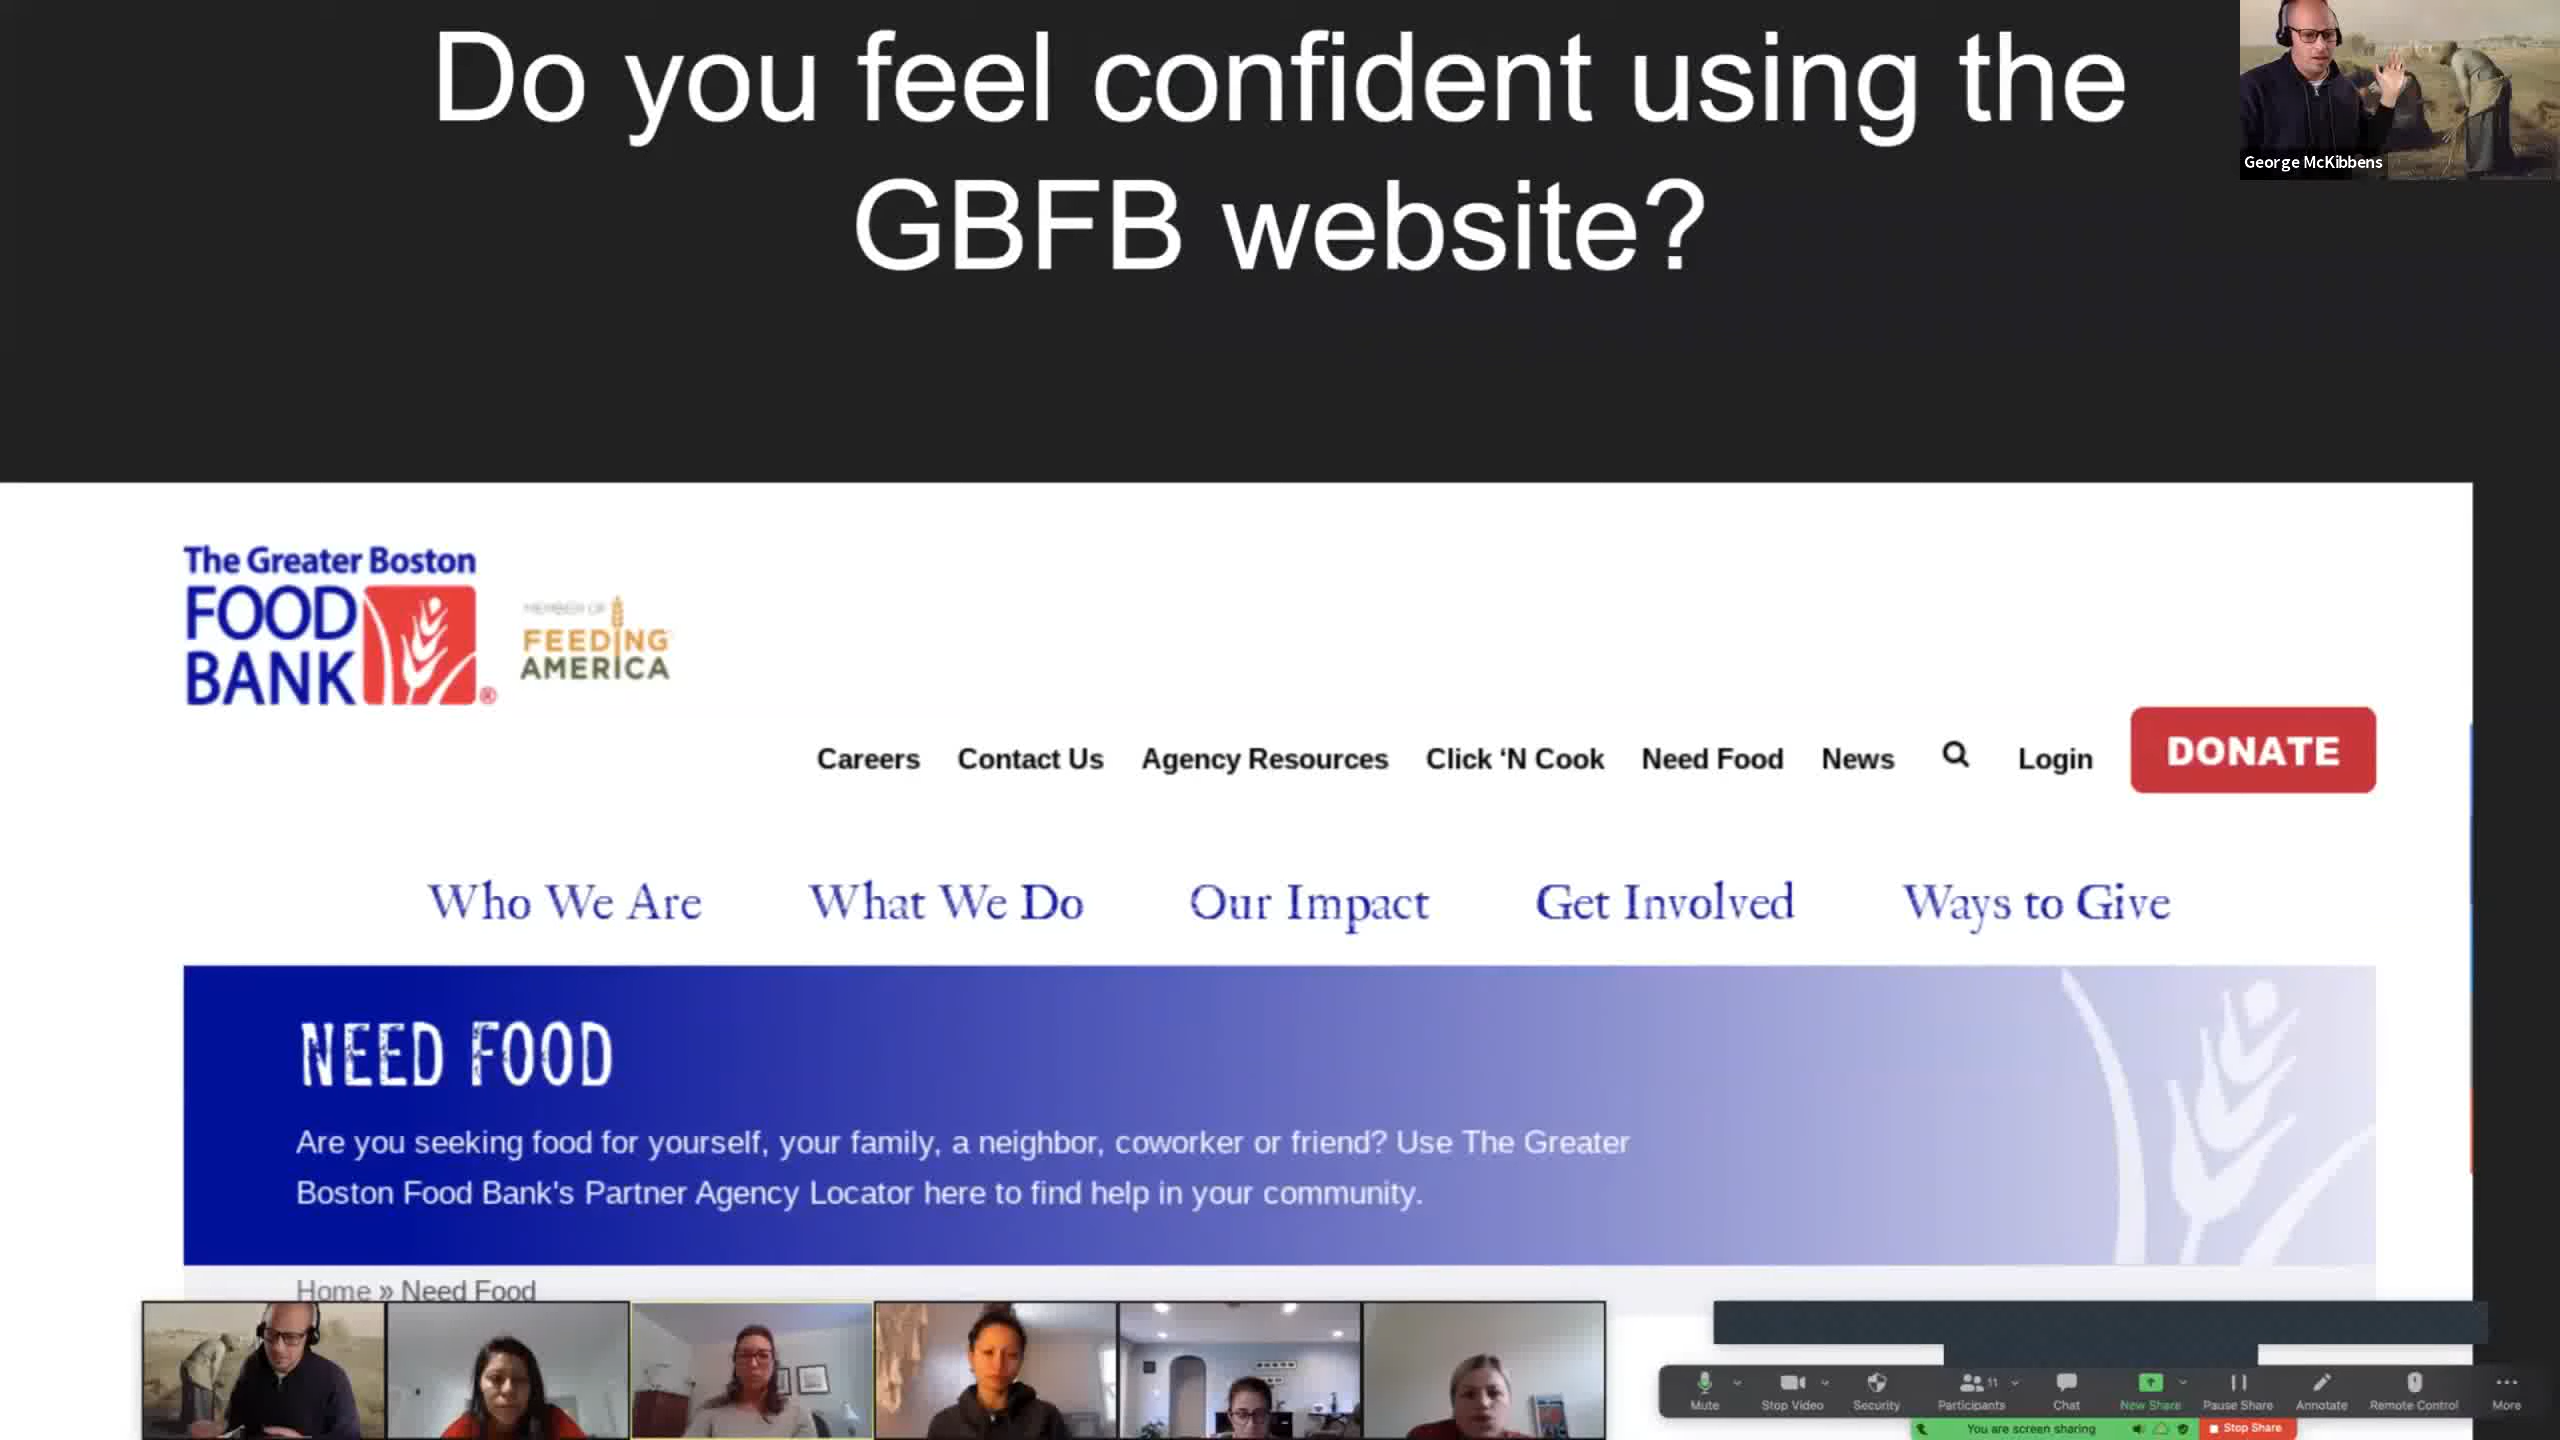 Do you feel confident using the
GBFB website?
George McKibbens
The Greater Boston
FOOD
BANK
®
MEMBER OF
FEEDING
AMERICA
Careers Contact Us Agency Resources Click ‘N Cook Need Food News Login DONATE
Who We Are What We Do Our Impact Get Involved Ways to Give
NEED FOOD
Are you seeking food for yourself, your family, a neighbor, coworker or friend? Use The Greater
Boston Food Bank's Partner Agency Locator here to find help in your community.
Home » Need Food
Mute Stop Video Security Participants 11 Chat New Share Pause Share Annotate Remote Control More
You are screen sharing Stop Share